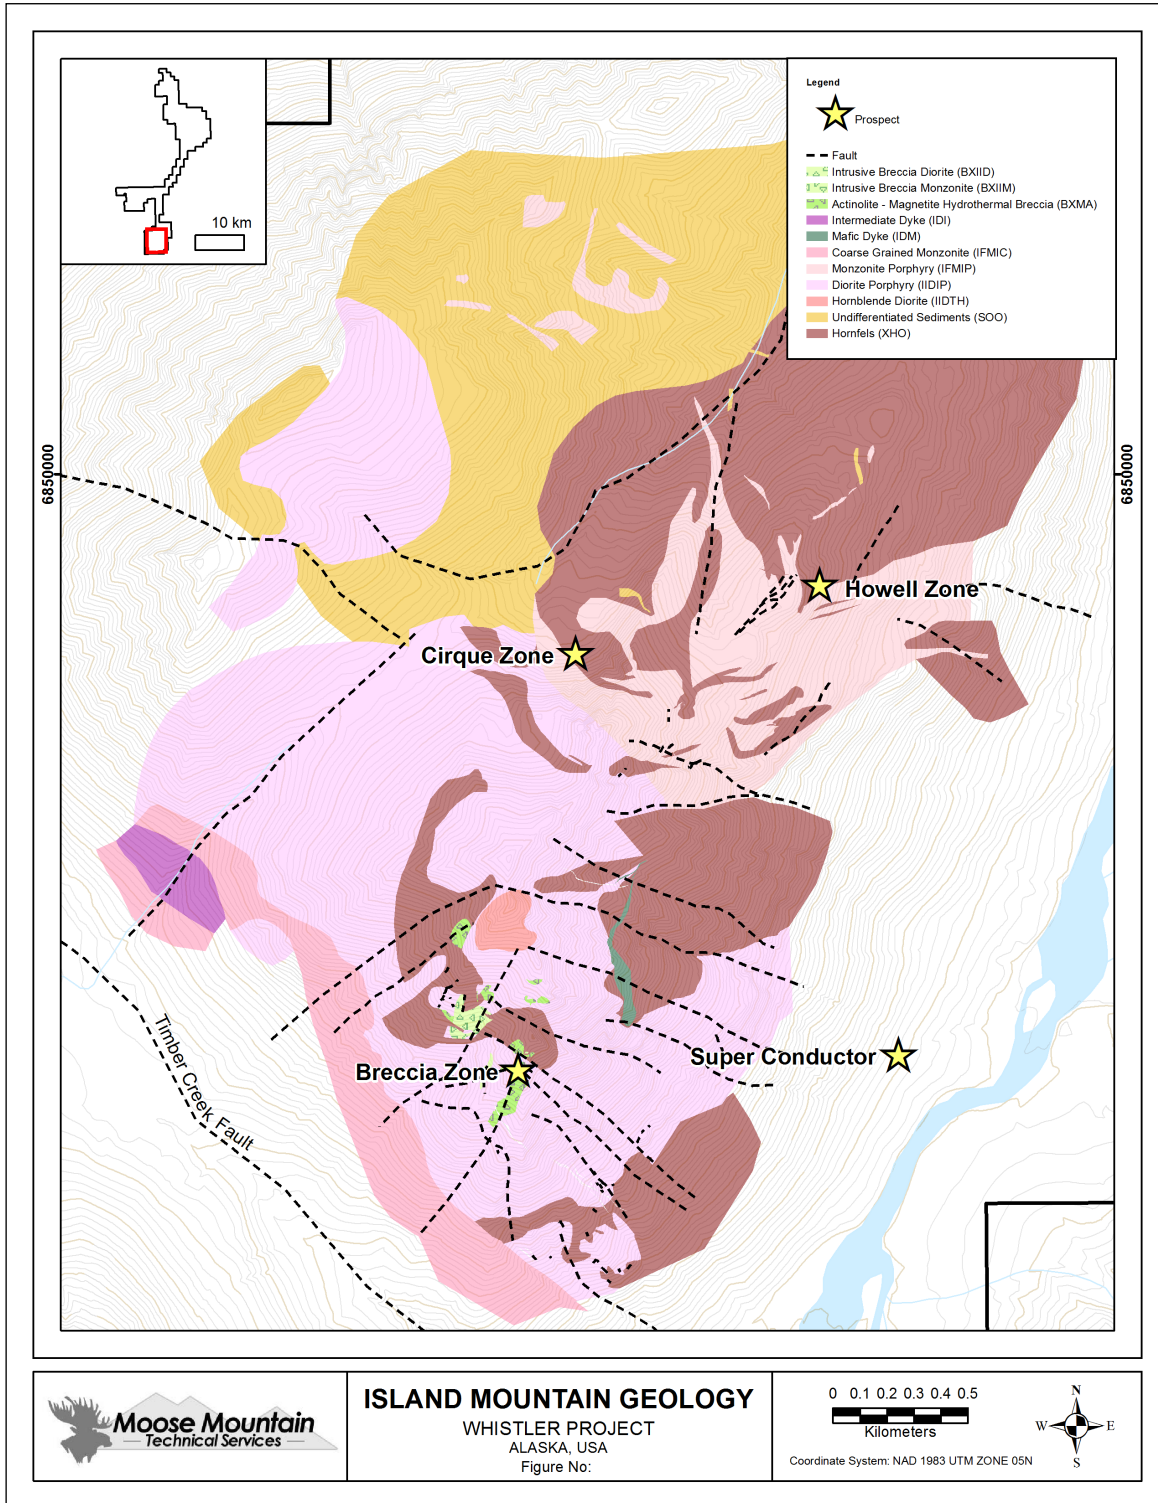 10 km
Legend
Prospect
Fault
Intrusive Breccia Diorite (BXIID)
Intrusive Breccia Monzonite (BXIIM)
Actinolite - Magnetite Hydrothermal Breccia (BXMA)
Intermediate Dyke (IDI)
Mafic Dyke (IDM)
Coarse Grained Monzonite (IFMIC)
Monzonite Porphyry (IFMIP)
Diorite Porphyry (IIDIP)
Hornblende Diorite (IIDTH)
Undifferentiated Sediments (SOO)
Hornfels (XHO)
6850000
6850000
Howell Zone
Cirque Zone
Super Conductor
Breccia Zone
Timber Creek Fault
Moose Mountain
Technical Services
ISLAND MOUNTAIN GEOLOGY
WHISTLER PROJECT
ALASKA, USA
Figure No:
0 0.1 0.2 0.3 0.4 0.5
Kilometers
N
W E
S
Coordinate System: NAD 1983 UTM ZONE 05N